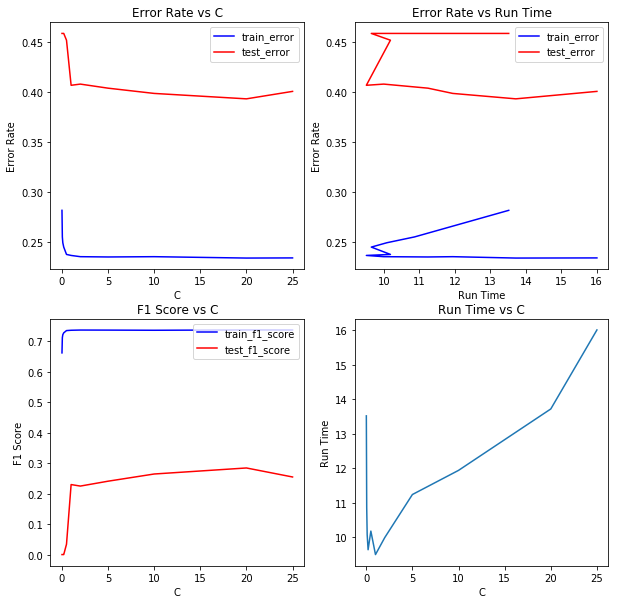 Error Rate vs C
Error Rate
0.45
0.40
0.35
0.30
0.25
train_error
test_error
0 5 10 15 20 25
C
Error Rate vs Run Time
Error Rate
0.45
0.40
0.35
0.30
0.25
train_error
test_error
10 11 12 13 14 15 16
Run Time
F1 Score vs C
F1 Score
0.7
0.6
0.5
0.4
0.3
0.2
0.1
0.0
train_f1_score
test_f1_score
0 5 10 15 20 25
C
Run Time vs C
Run Time
16
15
14
13
12
11
10
0 5 10 15 20 25
C